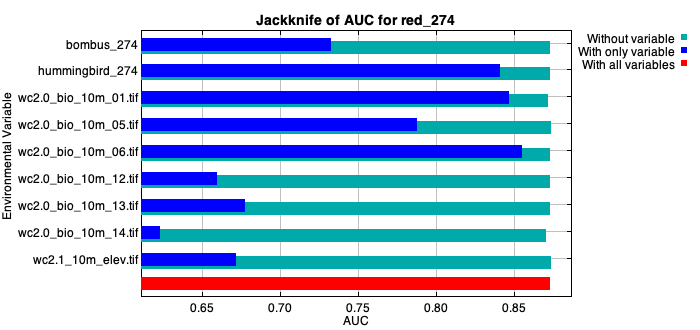 Jackknife of AUC for red_274
Without variable
With only variable
With all variables
Environmental Variable
bombus_274
hummingbird_274
wc2.0_bio_10m_01.tif
wc2.0_bio_10m_05.tif
wc2.0_bio_10m_06.tif
wc2.0_bio_10m_12.tif
wc2.0_bio_10m_13.tif
wc2.0_bio_10m_14.tif
wc2.1_10m_elev.tif
0.65 0.70 0.75 0.80 0.85
AUC